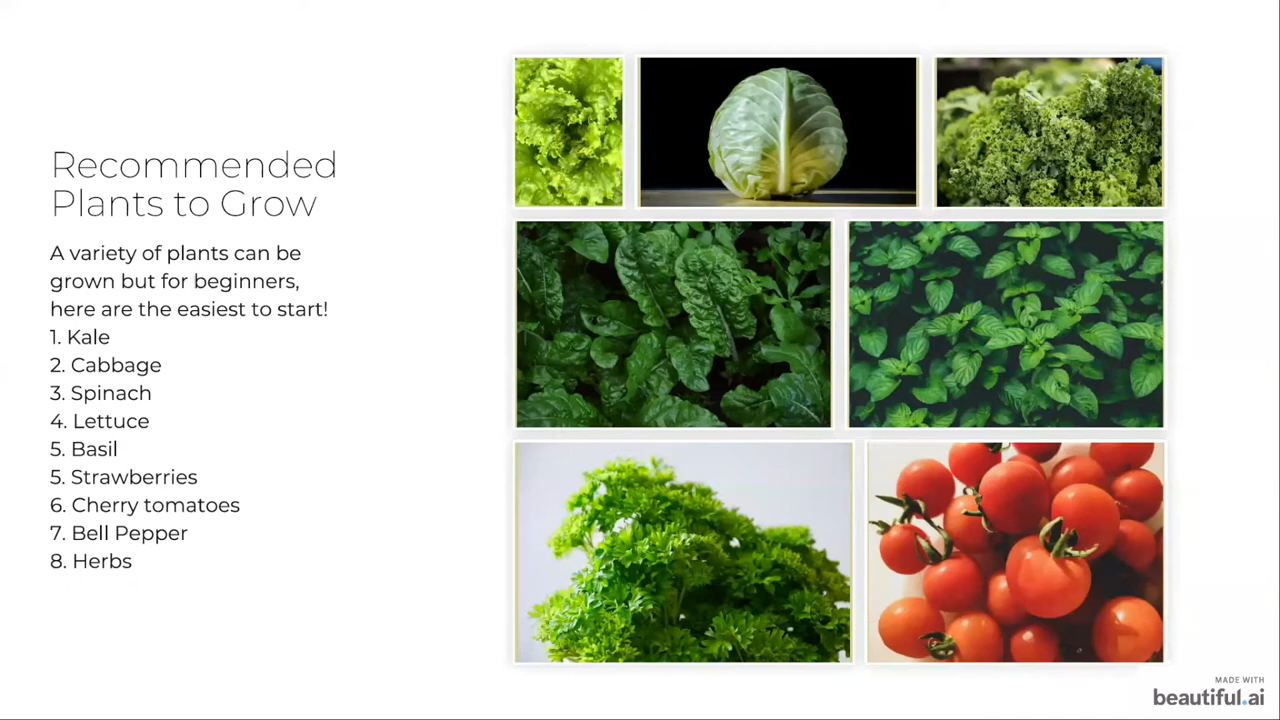 Recommended
Plants to Grow
A variety of plants can be
grown but for beginners,
here are the easiest to start!
1. Kale
2. Cabbage
3. Spinach
4. Lettuce
5. Basil
5. Strawberries
6. Cherry tomatoes
7. Bell Pepper
8. Herbs
MADE WITH
beautiful.ai